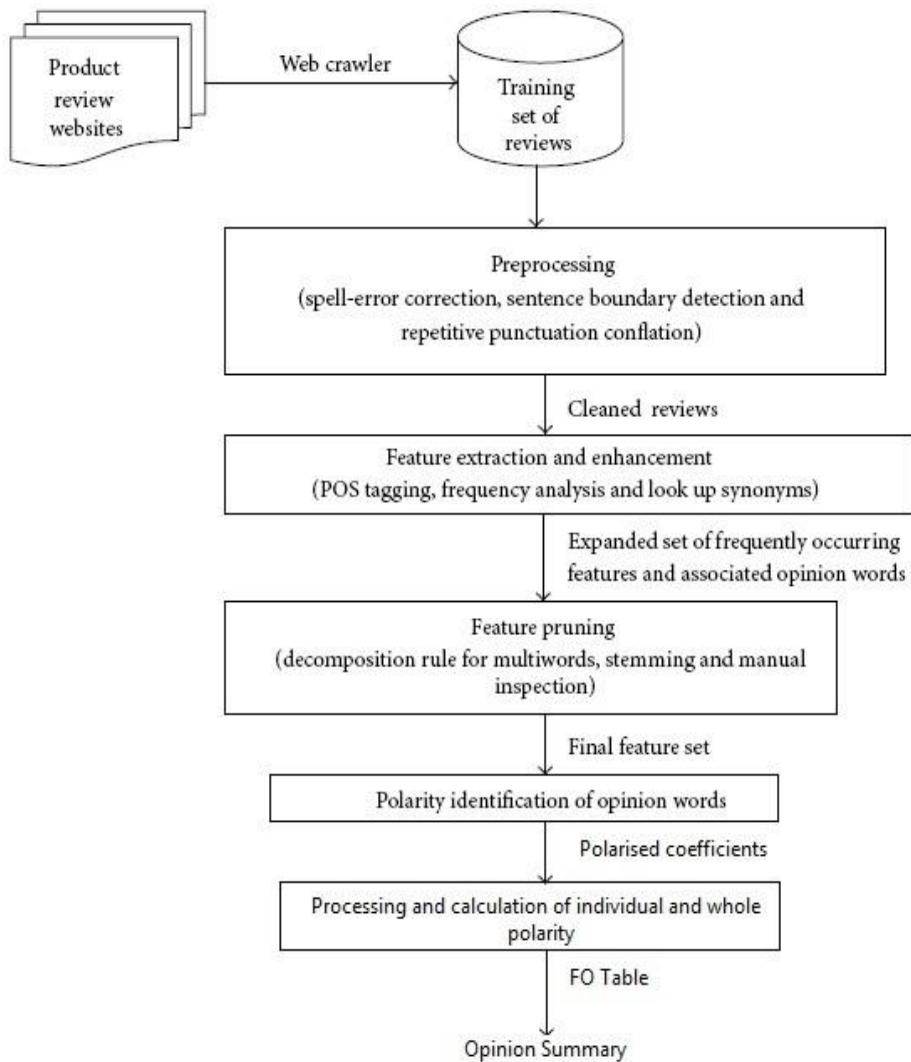 Product
review
websites
Web crawler
Training
set of
reviews
Preprocessing
(spell-error correction, sentence boundary detection and
repetitive punctuation conflation)
Cleaned reviews
Feature extraction and enhancement
(POS tagging, frequency analysis and look up synonyms)
Expanded set of frequently occurring
features and associated opinion words
Feature pruning
(decomposition rule for multiwords, stemming and manual
inspection)
Final feature set
Polarity identification of opinion words
Polarised coefficients
Processing and calculation of individual and whole
polarity
FO Table
Opinion Summary